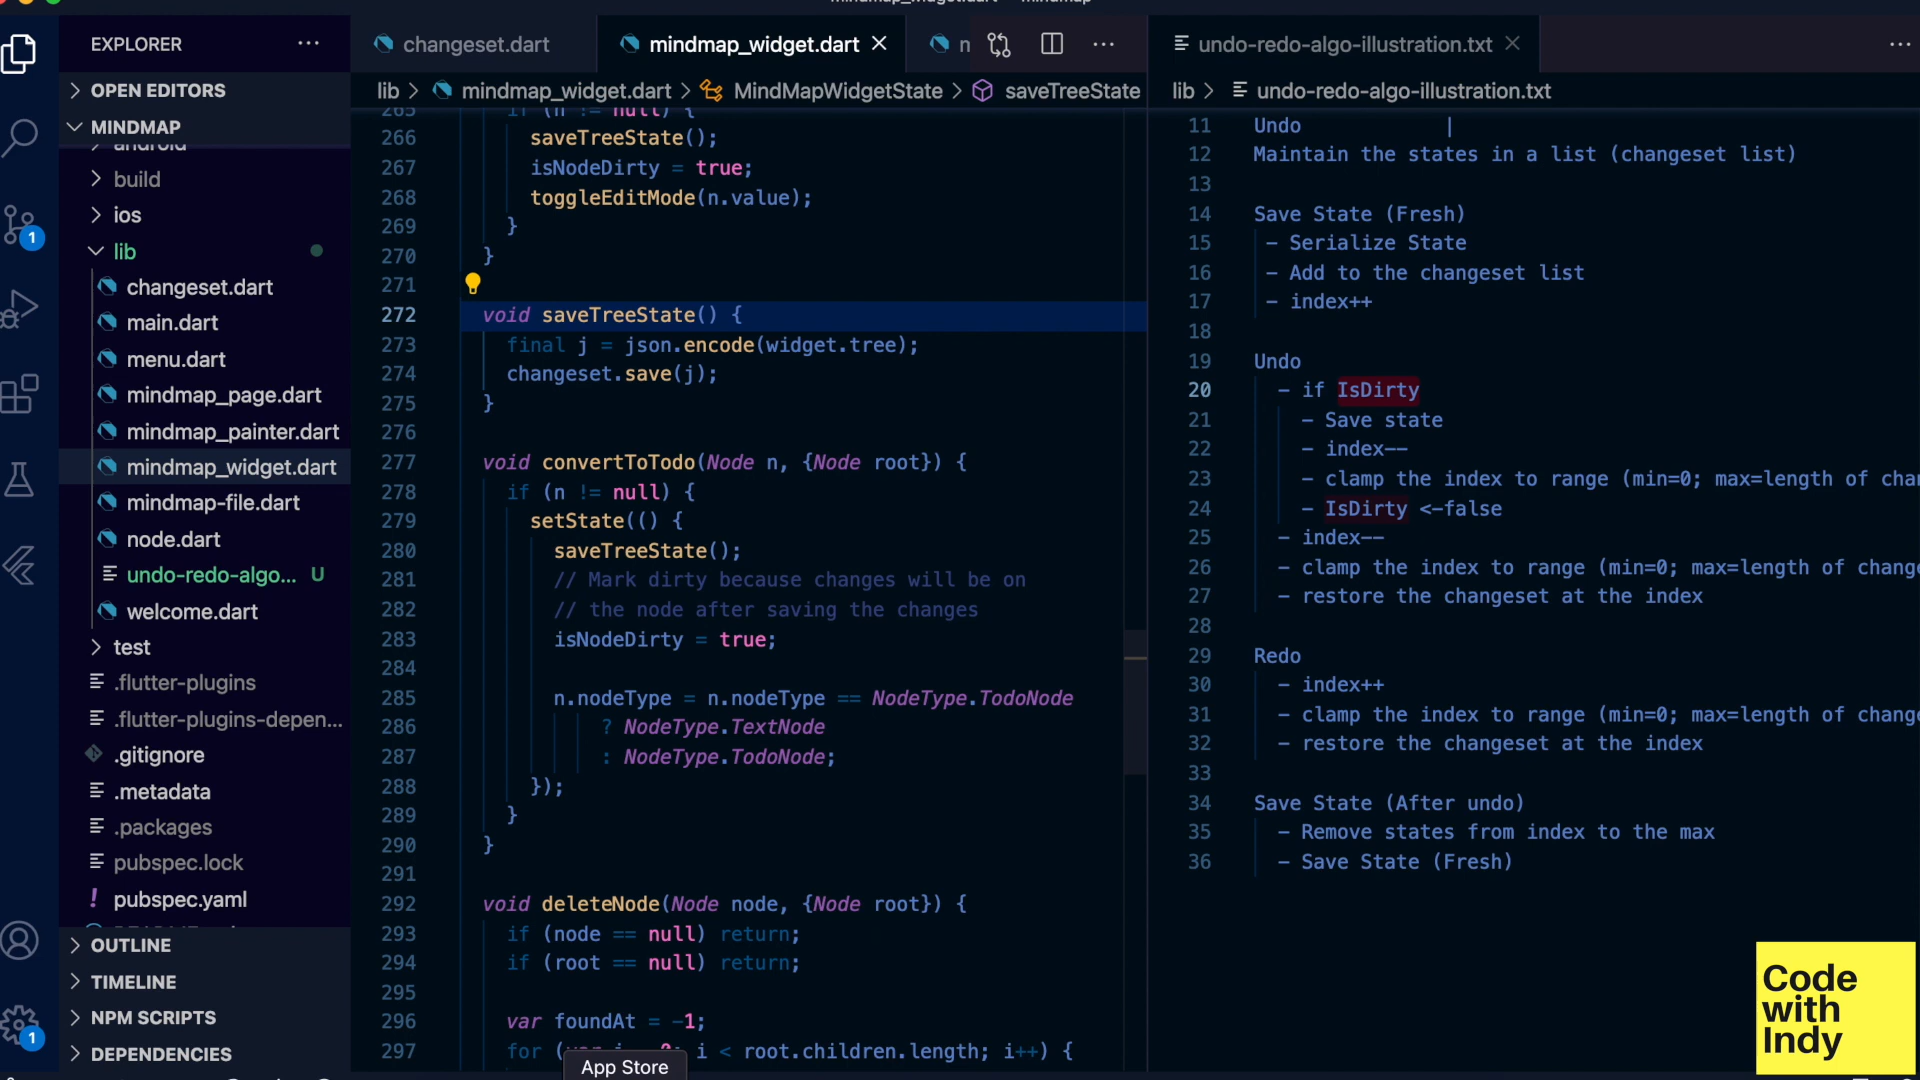 EXPLORER
OPEN EDITORS
MINDMAP
android
build
ios
lib
changeset.dart
main.dart
menu.dart
mindmap_page.dart
mindmap_painter.dart
mindmap_widget.dart
mindmap-file.dart
node.dart
undo-redo-algo... U
welcome.dart
test
.flutter-plugins
.flutter-plugins-depen...
.gitignore
.metadata
.packages
pubspec.lock
pubspec.yaml
OUTLINE
TIMELINE
NPM SCRIPTS
DEPENDENCIES
1
1
changeset.dart
mindmap_widget.dart
lib > mindmap_widget.dart > MindMapWidgetState > saveTreeState
265 if (n != null) {
266 saveTreeState();
267 isNodeDirty = true;
268 toggleEditMode(n.value);
269 }
270 }
271
272 void saveTreeState() {
273 final j = json.encode(widget.tree);
274 changeset.save(j);
275 }
276
277 void convertToTodo(Node n, {Node root}) {
278 if (n != null) {
279 setState(() {
280 saveTreeState();
281 // Mark dirty because changes will be on
282 // the node after saving the changes
283 isNodeDirty = true;
284
285 n.nodeType = n.nodeType == NodeType.TodoNode
286 ? NodeType.TextNode
287 : NodeType.TodoNode;
288 });
289 }
290 }
291
292 void deleteNode(Node node, {Node root}) {
293 if (node == null) return;
294 if (root == null) return;
295
296 var foundAt = -1;
297 for ( i < root.children.length; i++) {
App Store
undo-redo-algo-illustration.txt
lib > undo-redo-algo-illustration.txt
11 Undo
12 Maintain the states in a list (changeset list)
13
14 Save State (Fresh)
15 - Serialize State
16 - Add to the changeset list
17 - index++
18
19 Undo
20 - if IsDirty
21 - Save state
22 - index--
23 - clamp the index to range (min=0; max=length of cha
24 - IsDirty <-false
25 - index--
26 - clamp the index to range (min=0; max=length of change
27 - restore the changeset at the index
28
29 Redo
30 - index++
31 - clamp the index to range (min=0; max=length of change
32 - restore the changeset at the index
33
34 Save State (After undo)
35 - Remove states from index to the max
36 - Save State (Fresh)
Code
with
Indy